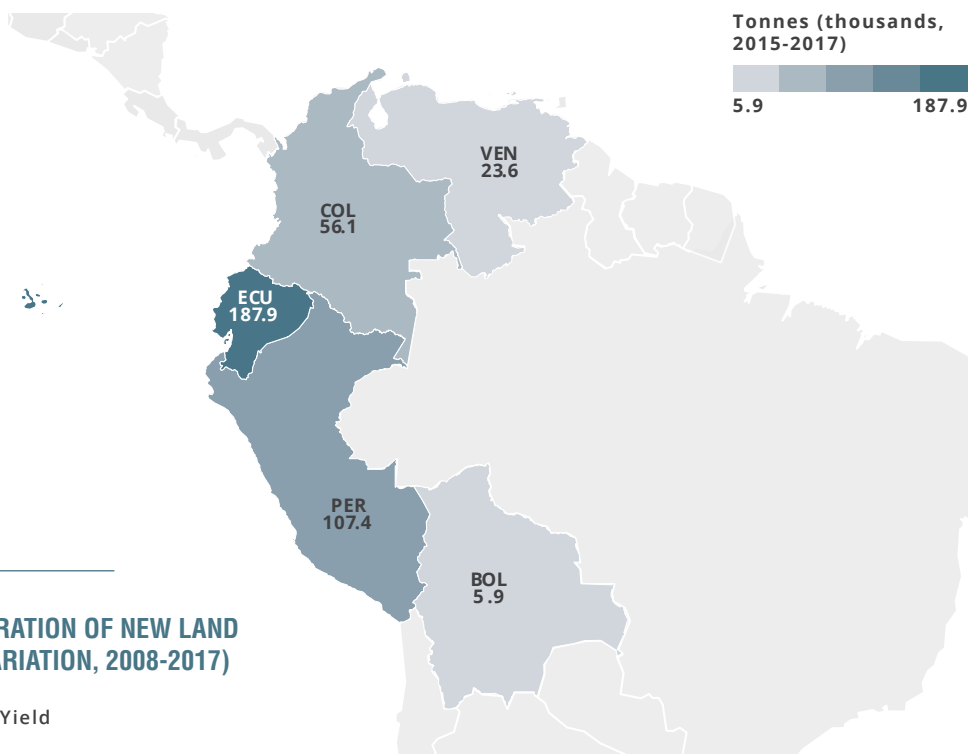 Tonnes (thousands,
2015-2017)
5.9 187.9
VEN
23.6
COL
56.1
ECU
187.9
PER
107.4
BOL
5.9
RATION OF NEW LAND
ARIATION, 2008-2017)
Yield